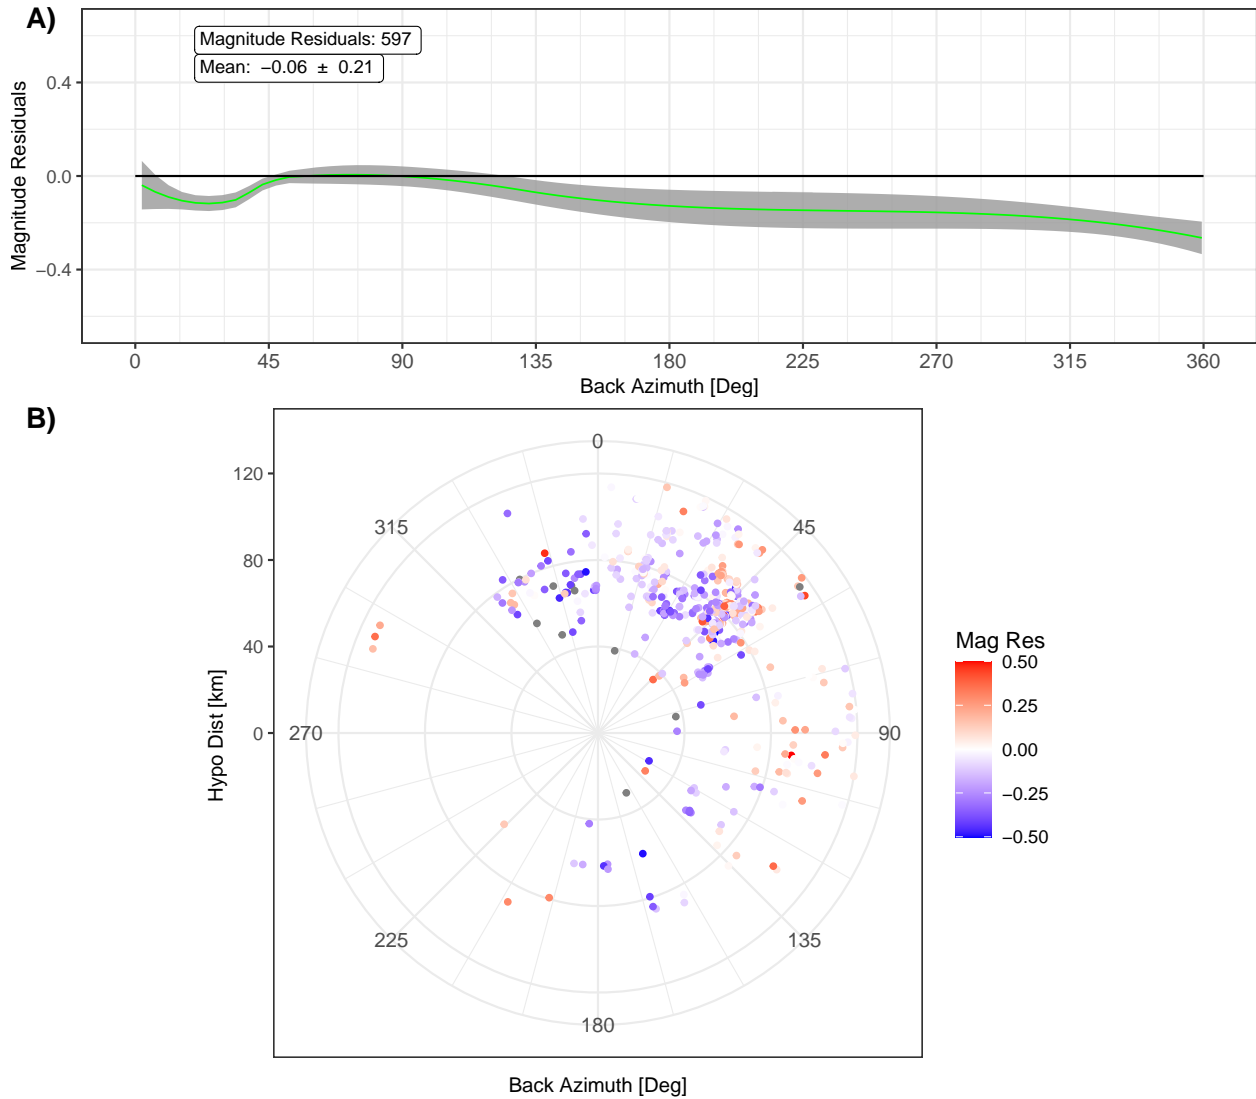 A)
Magnitude Residuals: 597
Mean:  −0.06  ±  0.21
Magnitude Residuals
0.4
0.0
−0.4
0 45 90 135 180 225 270 315 360
Back Azimuth [Deg]
B)
Hypo Dist [km]
120
80
40
0
0
45
90
135
180
225
270
315
Back Azimuth [Deg]
Mag Res
0.50
0.25
0.00
−0.25
−0.50